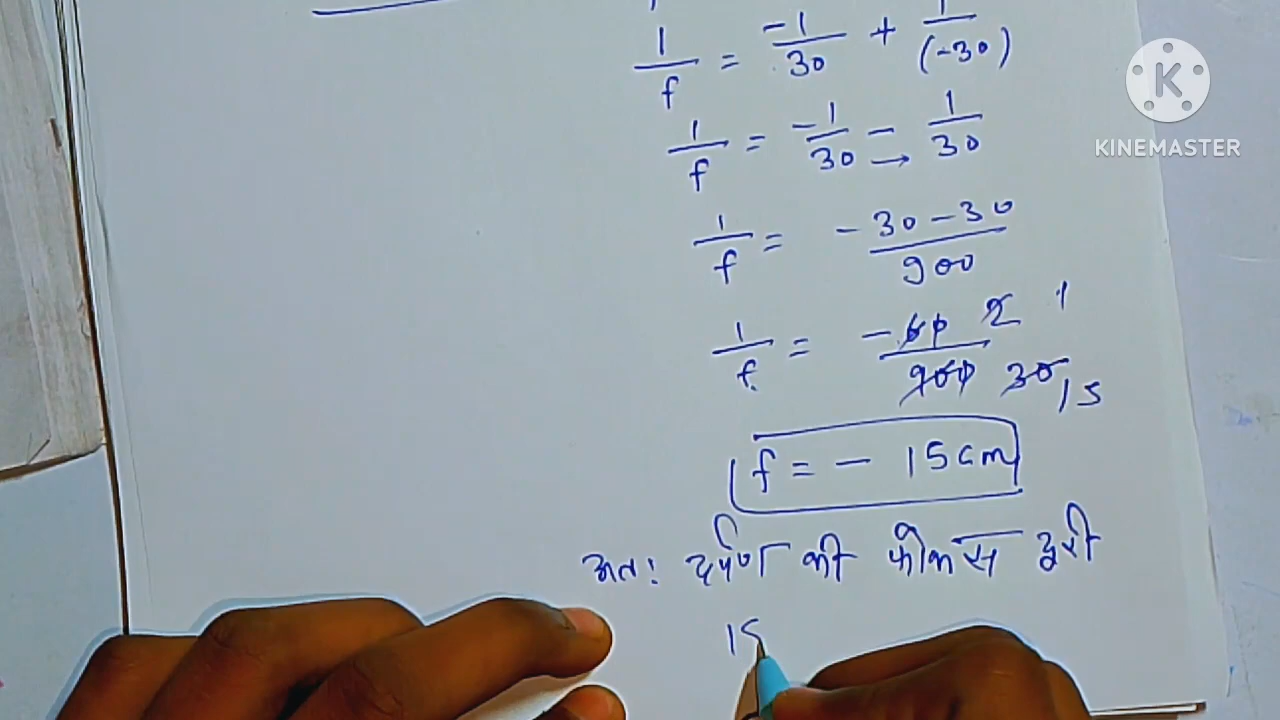 1/f = -1/30 + 1/(-30)
K
KINEMASTER
1/f = -1/30 - 1/30
1/f = -30-30/900
1/f = -60/900 2/30 1/15
f = - 15cm
अतः दर्पण की फोकस दूरी
15